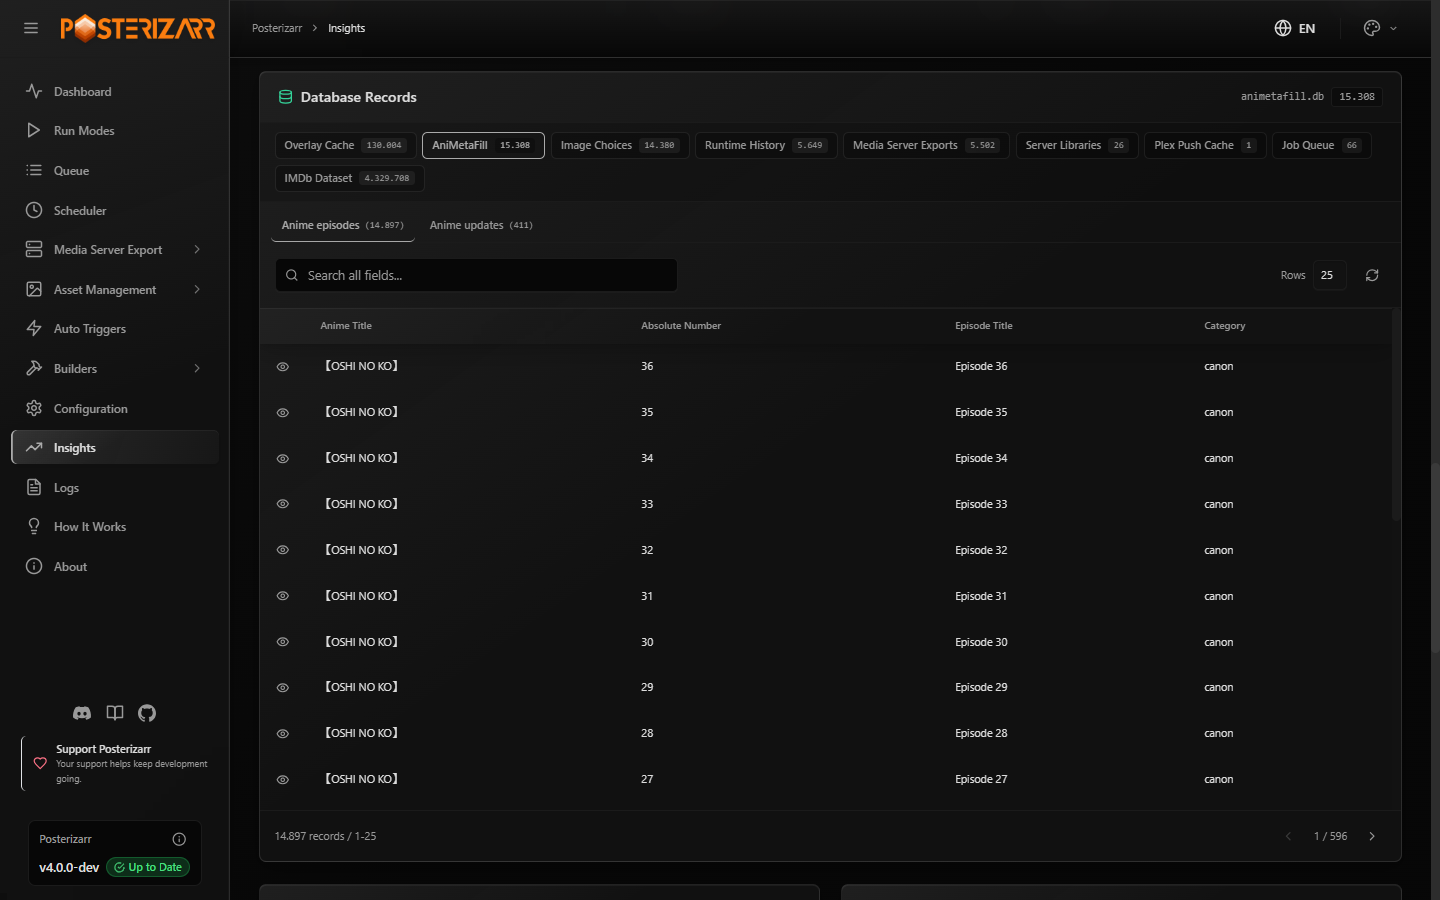 POSTERIZARR
Posterizarr > Insights
EN
Dashboard
Run Modes
Queue
Scheduler
Media Server Export
Asset Management
Auto Triggers
Builders
Configuration
Insights
Logs
How It Works
About
Support Posterizarr
Your support helps keep development
going.
Posterizarr
v4.0.0-dev Up to Date
Database Records
animetafill.db 15.308
Overlay Cache 130.004 AniMetaFill 15.308 Image Choices 14.380 Runtime History 5.649 Media Server Exports 5.502 Server Libraries 26 Plex Push Cache 1 Job Queue 66
IMDb Dataset 4.329.708
Anime episodes (14.897) Anime updates (411)
Search all fields...
Rows 25
Anime Title Absolute Number Episode Title Category
【OSHI NO KO】 36 Episode 36 canon
【OSHI NO KO】 35 Episode 35 canon
【OSHI NO KO】 34 Episode 34 canon
【OSHI NO KO】 33 Episode 33 canon
【OSHI NO KO】 32 Episode 32 canon
【OSHI NO KO】 31 Episode 31 canon
【OSHI NO KO】 30 Episode 30 canon
【OSHI NO KO】 29 Episode 29 canon
【OSHI NO KO】 28 Episode 28 canon
【OSHI NO KO】 27 Episode 27 canon
14.897 records / 1-25
1 / 596